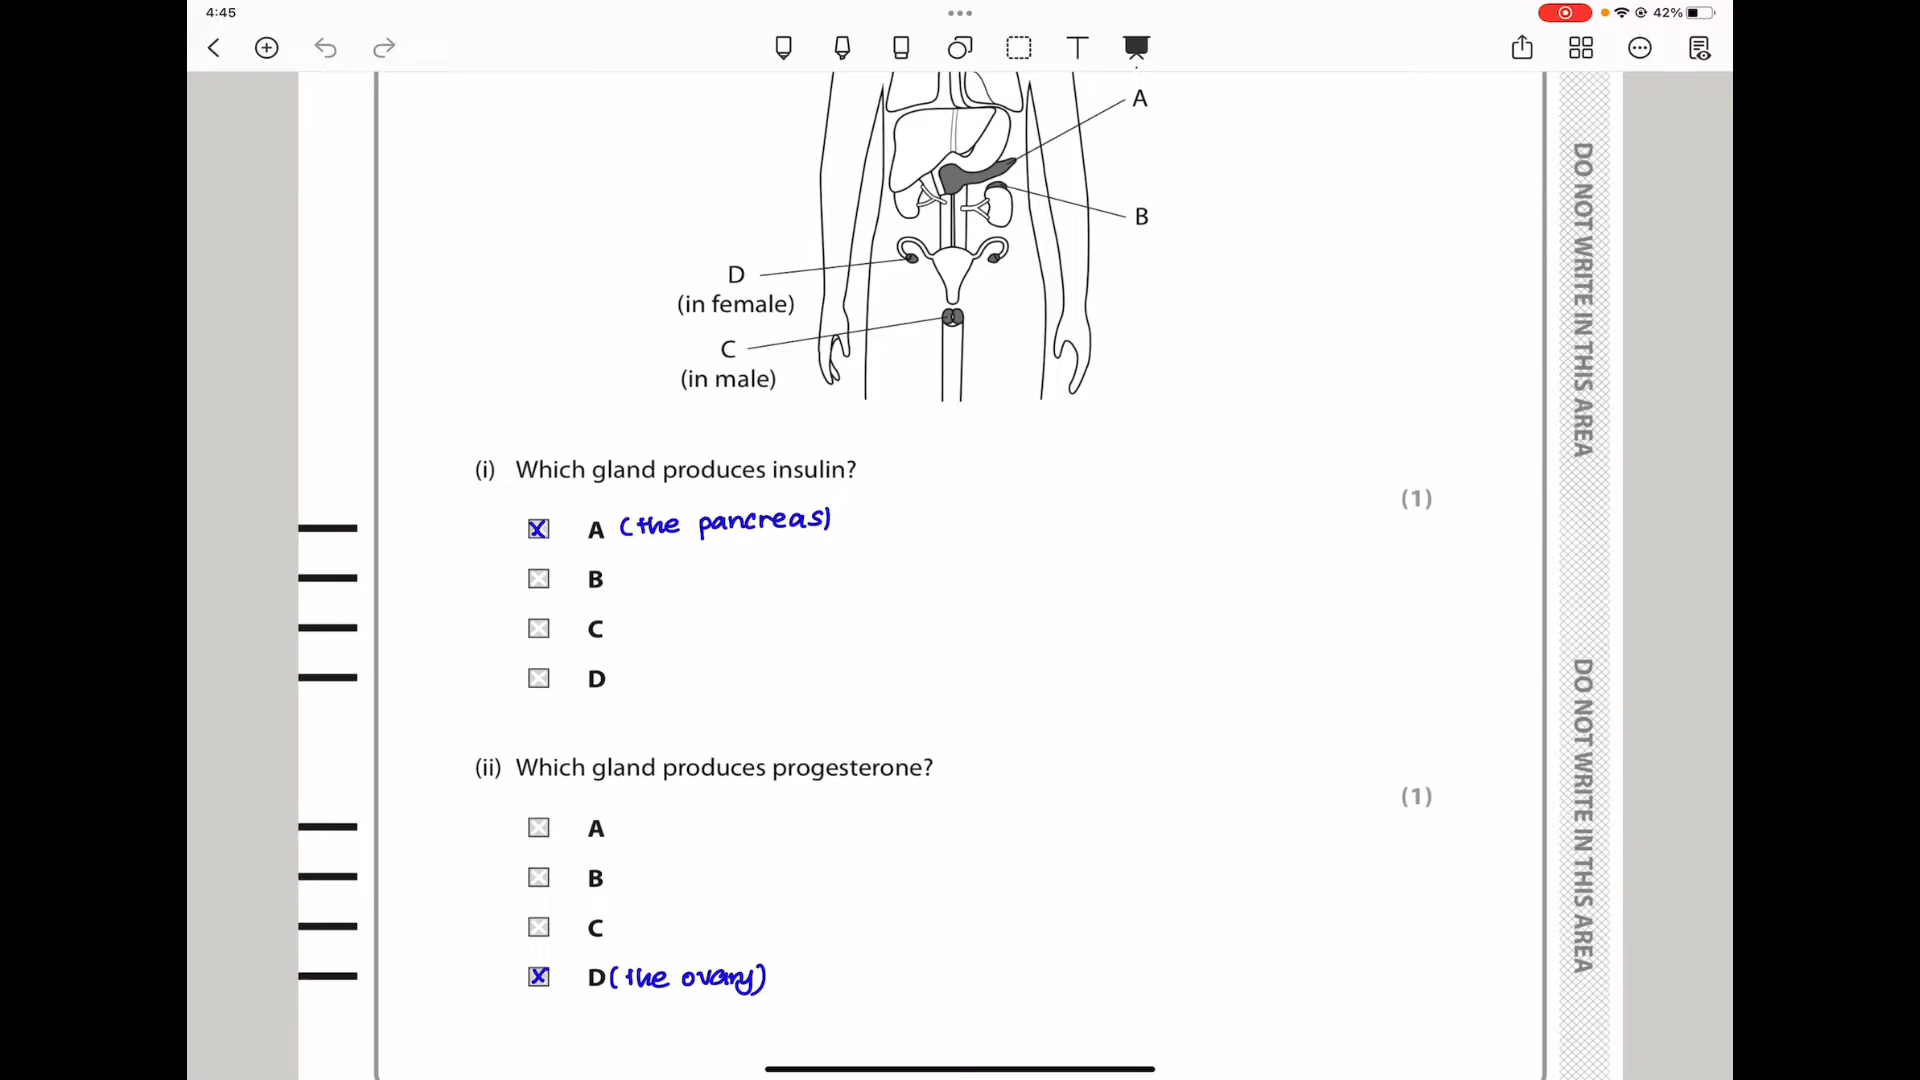 4:45
42%
A
B
D
(in female)
C
(in male)
(i) Which gland produces insulin?
(1)
A (the pancreas)
B
C
D
(ii) Which gland produces progesterone?
(1)
A
B
C
D (the ovary)
DO NOT WRITE IN THIS AREA
DO NOT WRITE IN THIS AREA